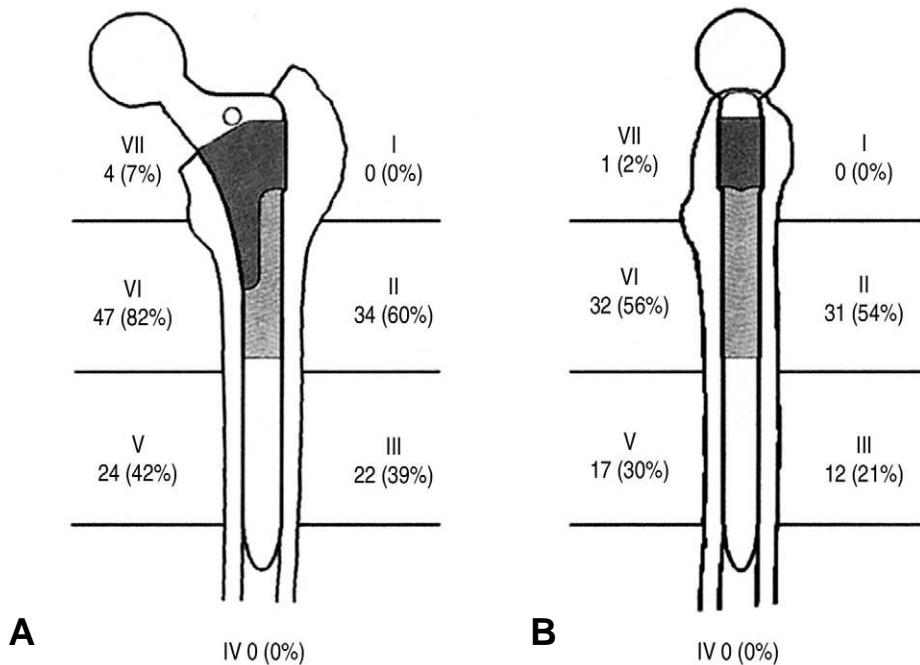 VII
4 (7%)
I
0 (0%)
VI
47 (82%)
II
34 (60%)
V
24 (42%)
III
22 (39%)
A
IV 0 (0%)
VII
1 (2%)
I
0 (0%)
VI
32 (56%)
II
31 (54%)
V
17 (30%)
III
12 (21%)
B
IV 0 (0%)